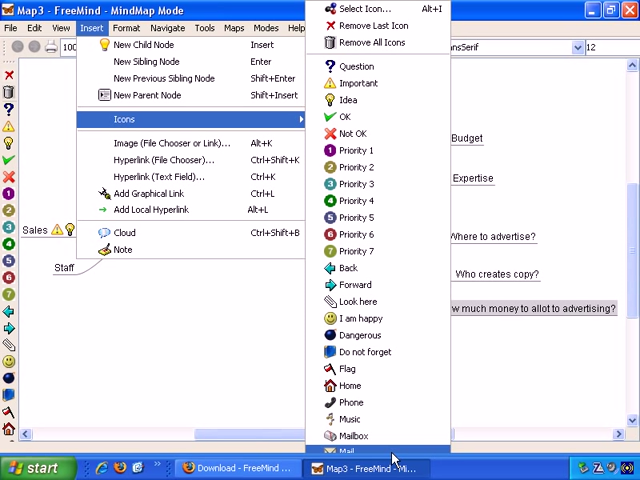 Map3 - FreeMind - MindMap Mode
File Edit View Insert Format Navigate Tools Maps Modes
100
New Child Node Insert
New Sibling Node Enter
New Previous Sibling Node Shift+Enter
New Parent Node Shift+Insert
Icons
Image (File Chooser or Link)... Alt+K
Hyperlink (File Chooser)... Ctrl+Shift+K
Hyperlink (Text Field)... Ctrl+K
Add Graphical Link Ctrl+L
Add Local Hyperlink Alt+L
Cloud Ctrl+Shift+B
Note
Select Icon... Alt+I
Remove Last Icon
Remove All Icons
Question
Important
Idea
OK
Not OK
Priority 1
Priority 2
Priority 3
Priority 4
Priority 5
Priority 6
Priority 7
Back
Forward
Look here
I am happy
Dangerous
Do not forget
Flag
Home
Phone
Music
Mailbox
Mail
12
Budget
Expertise
Where to advertise?
Who creates copy?
w much money to allot to advertising?
Sales
Staff
start
Download - FreeMind ...
Map3 - FreeMind - Mi...